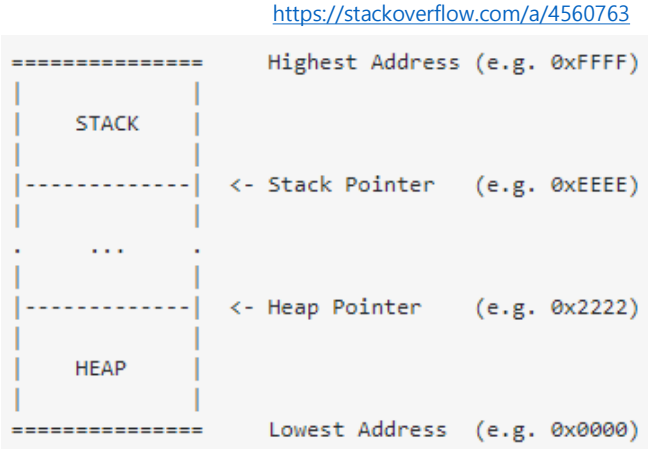 https://stackoverflow.com/a/4560763
===============     Highest Address (e.g. 0xFFFF)
|             |
|    STACK    |
|             |
|-------------|  <- Stack Pointer   (e.g. 0xEEEE)
|             |
.     ...     .
|             |
|-------------|  <- Heap Pointer    (e.g. 0x2222)
|             |
|    HEAP     |
|             |
===============     Lowest Address  (e.g. 0x0000)